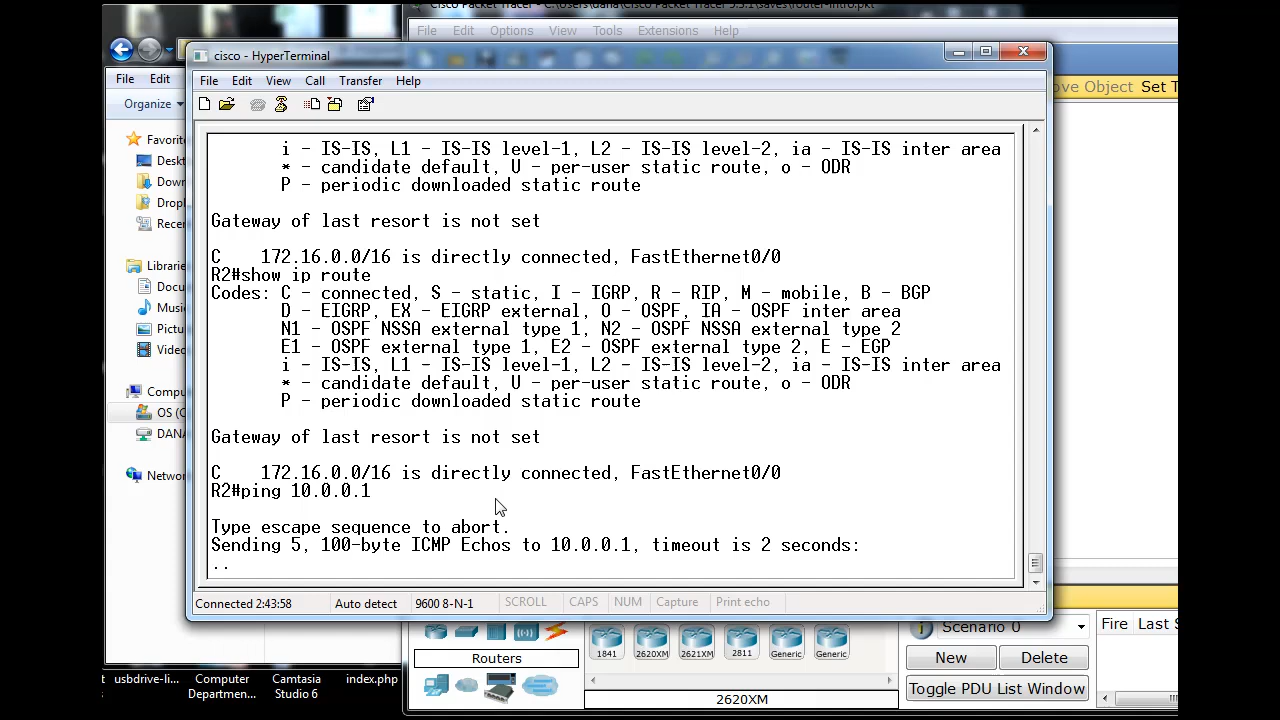 File Edit Options View Tools Extensions Help
cisco - HyperTerminal
File Edit
File Edit View Call Transfer Help
Move Object Set T
Organize
i - IS-IS, L1 - IS-IS level-1, L2 - IS-IS level-2, ia - IS-IS inter area
* - candidate default, U - per-user static route, o - ODR
P - periodic downloaded static route
Gateway of last resort is not set
C 172.16.0.0/16 is directly connected, FastEthernet0/0
R2#show ip route
Codes: C - connected, S - static, I - IGRP, R - RIP, M - mobile, B - BGP
D - EIGRP, EX - EIGRP external, O - OSPF, IA - OSPF inter area
N1 - OSPF NSSA external type 1, N2 - OSPF NSSA external type 2
E1 - OSPF external type 1, E2 - OSPF external type 2, E - EGP
i - IS-IS, L1 - IS-IS level-1, L2 - IS-IS level-2, ia - IS-IS inter area
* - candidate default, U - per-user static route, o - ODR
P - periodic downloaded static route
Gateway of last resort is not set
C 172.16.0.0/16 is directly connected, FastEthernet0/0
R2#ping 10.0.0.1
Type escape sequence to abort.
Sending 5, 100-byte ICMP Echos to 10.0.0.1, timeout is 2 seconds:
..
Favorite
Deskt
Down
Dropl
Recen
Librarie
Docu
Music
Pictu
Video
Compu
OS (C
DANA
Networ
Connected 2:43:58 Auto detect 9600 8-N-1 SCROLL CAPS NUM Capture Print echo
Routers
1841 2620XM 2621XM 2811 Generic Generic
2620XM
Scenario 0
New Delete
Toggle PDU List Window
Fire Last S
usbdrive-li...
Computer
Departmen...
Camtasia
Studio 6
index.php